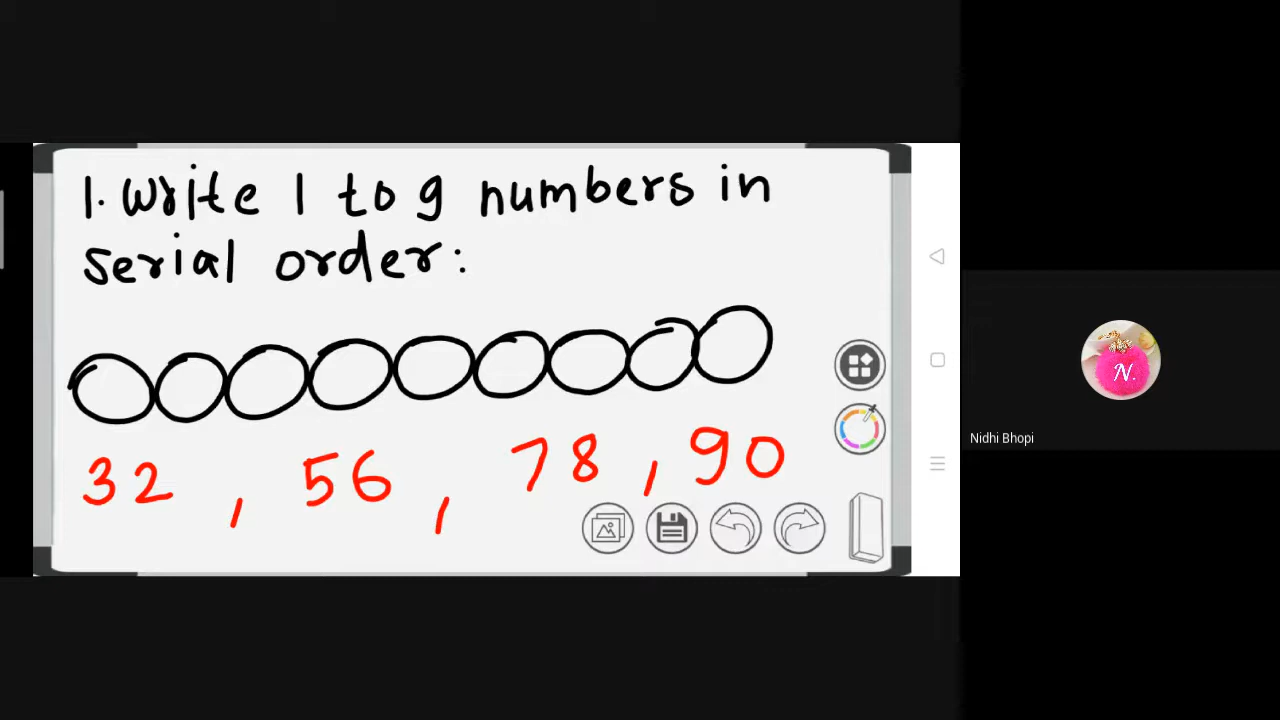 1. Write 1 to 9 numbers in
serial order:
32 , 56 , 78 , 90
N.
Nidhi Bhopi